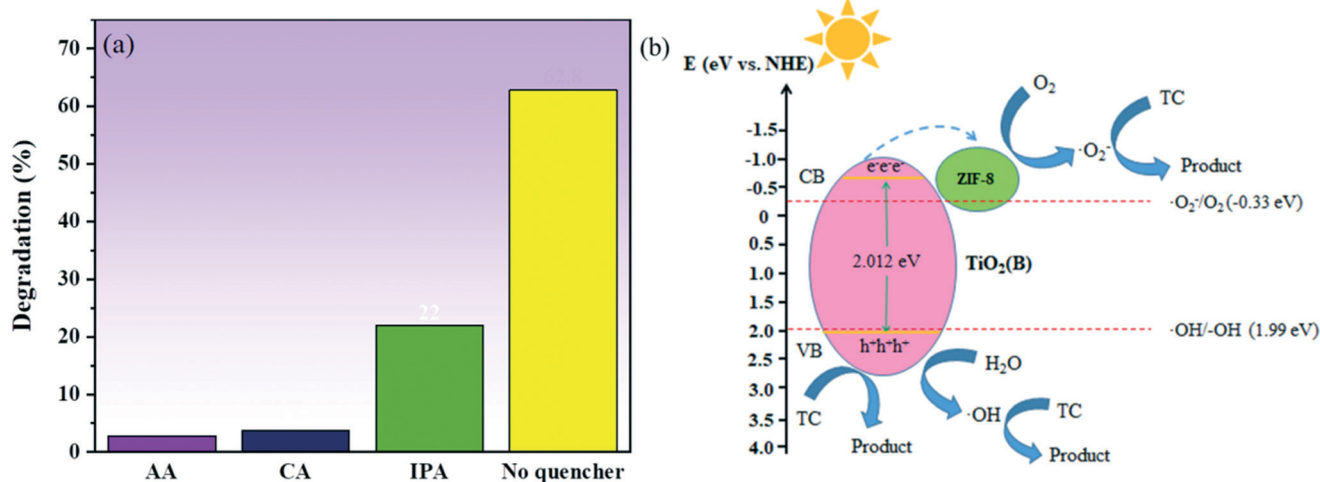 (a)
Degradation (%)
70
60
50
40
30
20
10
0
62.8
22
AA
CA
IPA
No quencher
(b)
E (eV vs. NHE)
-1.5
-1.0
-0.5
0
0.5
1.0
1.5
2.0
2.5
3.0
3.5
4.0
CB
VB
e⁻e⁻e⁻
2.012 eV
h⁺h⁺h⁺
ZIF-8
TiO₂(B)
O₂
·O₂⁻
TC
Product
·O₂⁻/O₂ (-0.33 eV)
·OH/-OH (1.99 eV)
H₂O
·OH
TC
Product
TC
Product